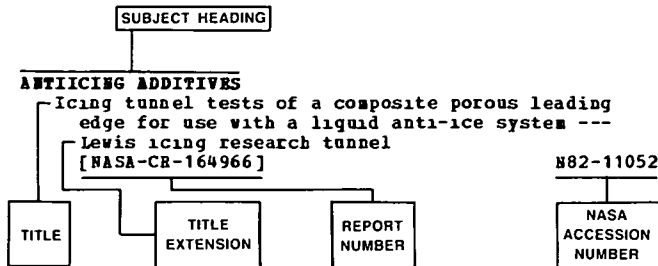 SUBJECT HEADING
ANTIICING ADDITIVES
Icing tunnel tests of a composite porous leading
edge for use with a liquid anti-ice system ---
Lewis icing research tunnel
[NASA-CR-164966] N82-11052
TITLE
TITLE
EXTENSION
REPORT
NUMBER
NASA
ACCESSION
NUMBER